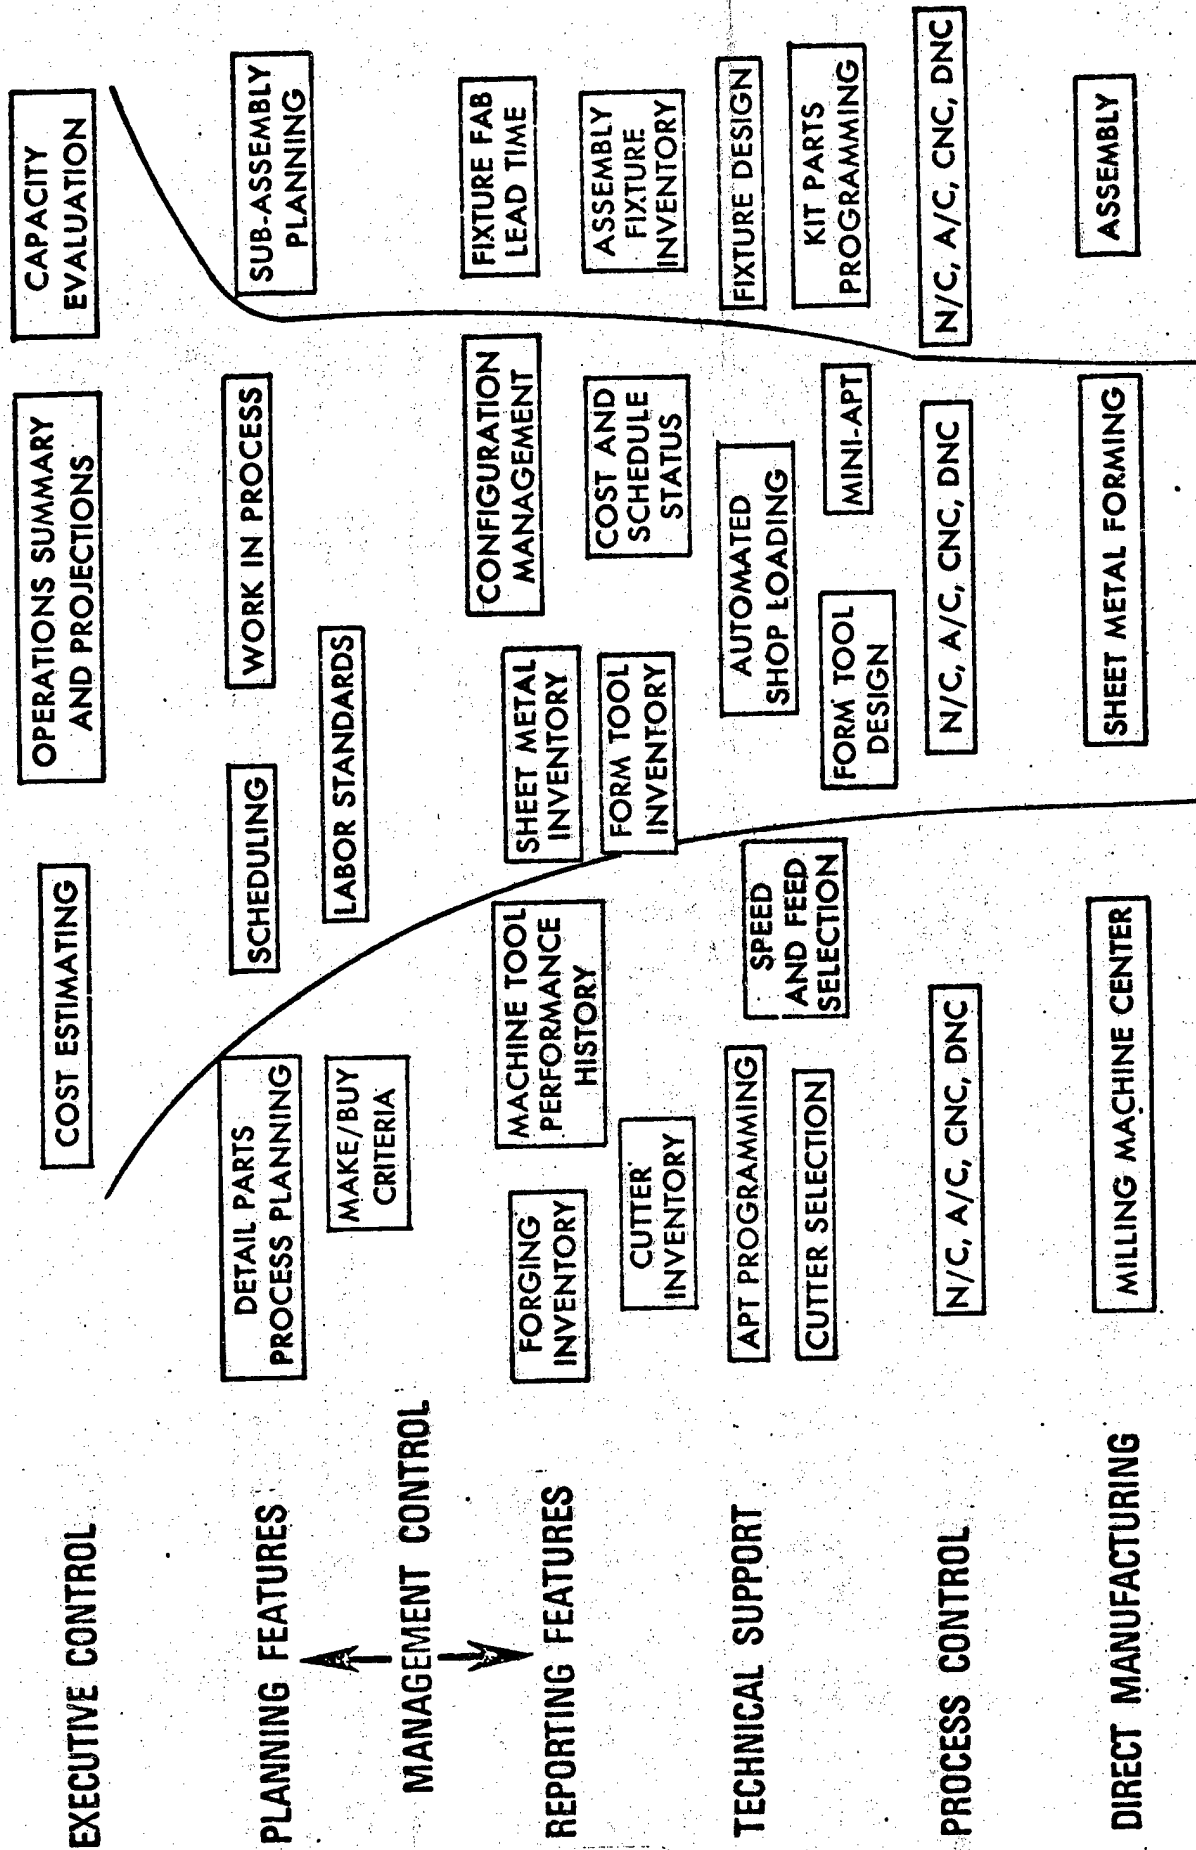 EXECUTIVE CONTROL
COST ESTIMATING
OPERATIONS SUMMARY
AND PROJECTIONS
CAPACITY
EVALUATION
PLANNING FEATURES
DETAIL PARTS
PROCESS PLANNING
SCHEDULING
WORK IN PROCESS
SUB-ASSEMBLY
PLANNING
MAKE/BUY
CRITERIA
LABOR STANDARDS
MANAGEMENT CONTROL
REPORTING FEATURES
FORGING
INVENTORY
MACHINE TOOL
PERFORMANCE
HISTORY
SHEET METAL
INVENTORY
CONFIGURATION
MANAGEMENT
FIXTURE FAB
LEAD TIME
CUTTER
INVENTORY
FORM TOOL
INVENTORY
COST AND
SCHEDULE
STATUS
ASSEMBLY
FIXTURE
INVENTORY
TECHNICAL SUPPORT
APT PROGRAMMING
SPEED
AND FEED
SELECTION
AUTOMATED
SHOP LOADING
FIXTURE DESIGN
CUTTER SELECTION
FORM TOOL
DESIGN
MINI-APT
KIT PARTS
PROGRAMMING
PROCESS CONTROL
N/C, A/C, CNC, DNC
N/C, A/C, CNC, DNC
N/C, A/C, CNC, DNC
DIRECT MANUFACTURING
MILLING MACHINE CENTER
SHEET METAL FORMING
ASSEMBLY